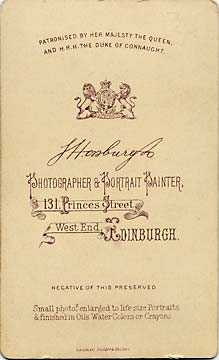 PATRONISED BY HER MAJESTY THE QUEEN,
AND H.R.H. THE DUKE OF CONNAUGHT.
J Horsburgh
PHOTOGRAPHER & PORTRAIT PAINTER,
131, Princes Street
West End,
EDINBURGH.
NEGATIVE OF THIS PRESERVED
Small photos. enlarged to life size Portraits
& finished in Oils Water Colors or Crayons.